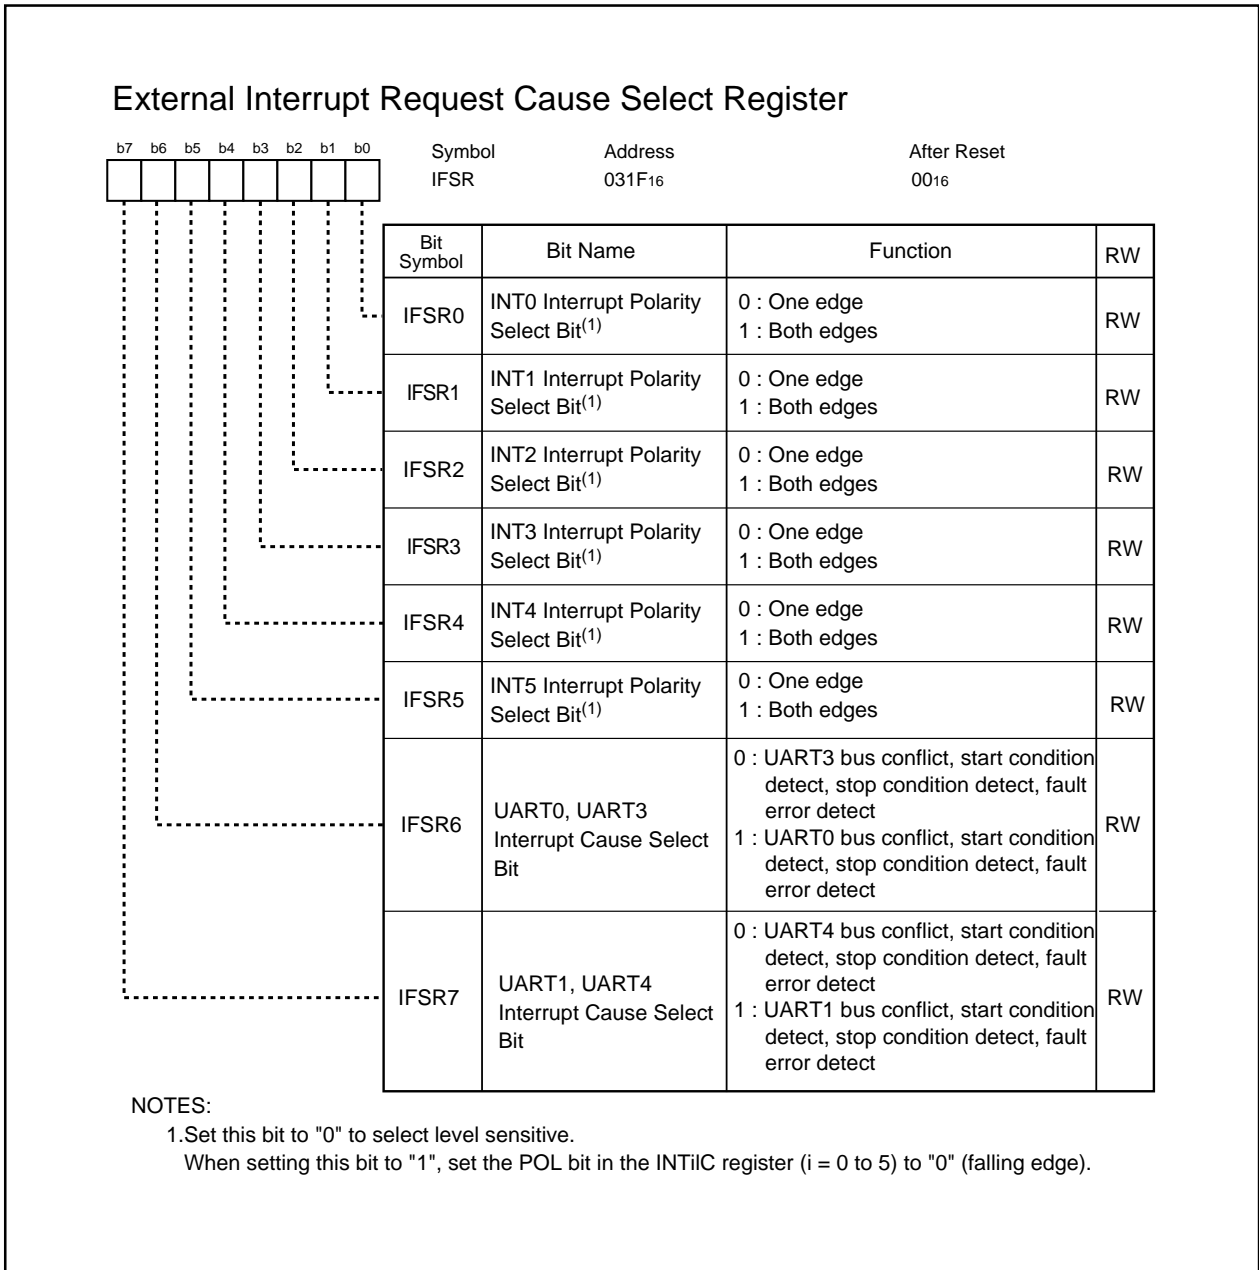 External Interrupt Request Cause Select Register
b7 b6 b5 b4 b3 b2 b1 b0
Symbol Address After Reset
IFSR 031F16 0016
Bit Symbol Bit Name Function RW
IFSR0 INT0 Interrupt Polarity Select Bit(1) 0 : One edge 1 : Both edges RW
IFSR1 INT1 Interrupt Polarity Select Bit(1) 0 : One edge 1 : Both edges RW
IFSR2 INT2 Interrupt Polarity Select Bit(1) 0 : One edge 1 : Both edges RW
IFSR3 INT3 Interrupt Polarity Select Bit(1) 0 : One edge 1 : Both edges RW
IFSR4 INT4 Interrupt Polarity Select Bit(1) 0 : One edge 1 : Both edges RW
IFSR5 INT5 Interrupt Polarity Select Bit(1) 0 : One edge 1 : Both edges RW
IFSR6
UART0, UART3
Interrupt Cause Select
Bit
0 : UART3 bus conflict, start condition
detect, stop condition detect, fault
error detect
1 : UART0 bus conflict, start condition
detect, stop condition detect, fault
error detect
RW
IFSR7
UART1, UART4
Interrupt Cause Select
Bit
0 : UART4 bus conflict, start condition
detect, stop condition detect, fault
error detect
1 : UART1 bus conflict, start condition
detect, stop condition detect, fault
error detect
RW
NOTES:
1.Set this bit to "0" to select level sensitive.
When setting this bit to "1", set the POL bit in the INTiIC register (i = 0 to 5) to "0" (falling edge).